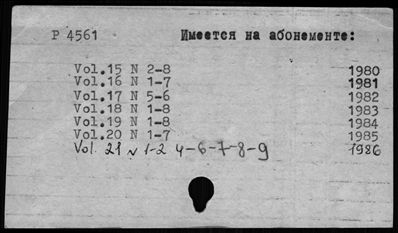 P 4561 Имеется на абонементе:
Vol.15 N 2-8 1980
Vol.16 N 1-7 1981
Vol.17 N 5-6 1982
Vol.18 N 1-8 1983
Vol.19 N 1-8 1984
Vol.20 N 1-7 1985
Vol. 21 N 1-2 4-6-7-8-9 1986